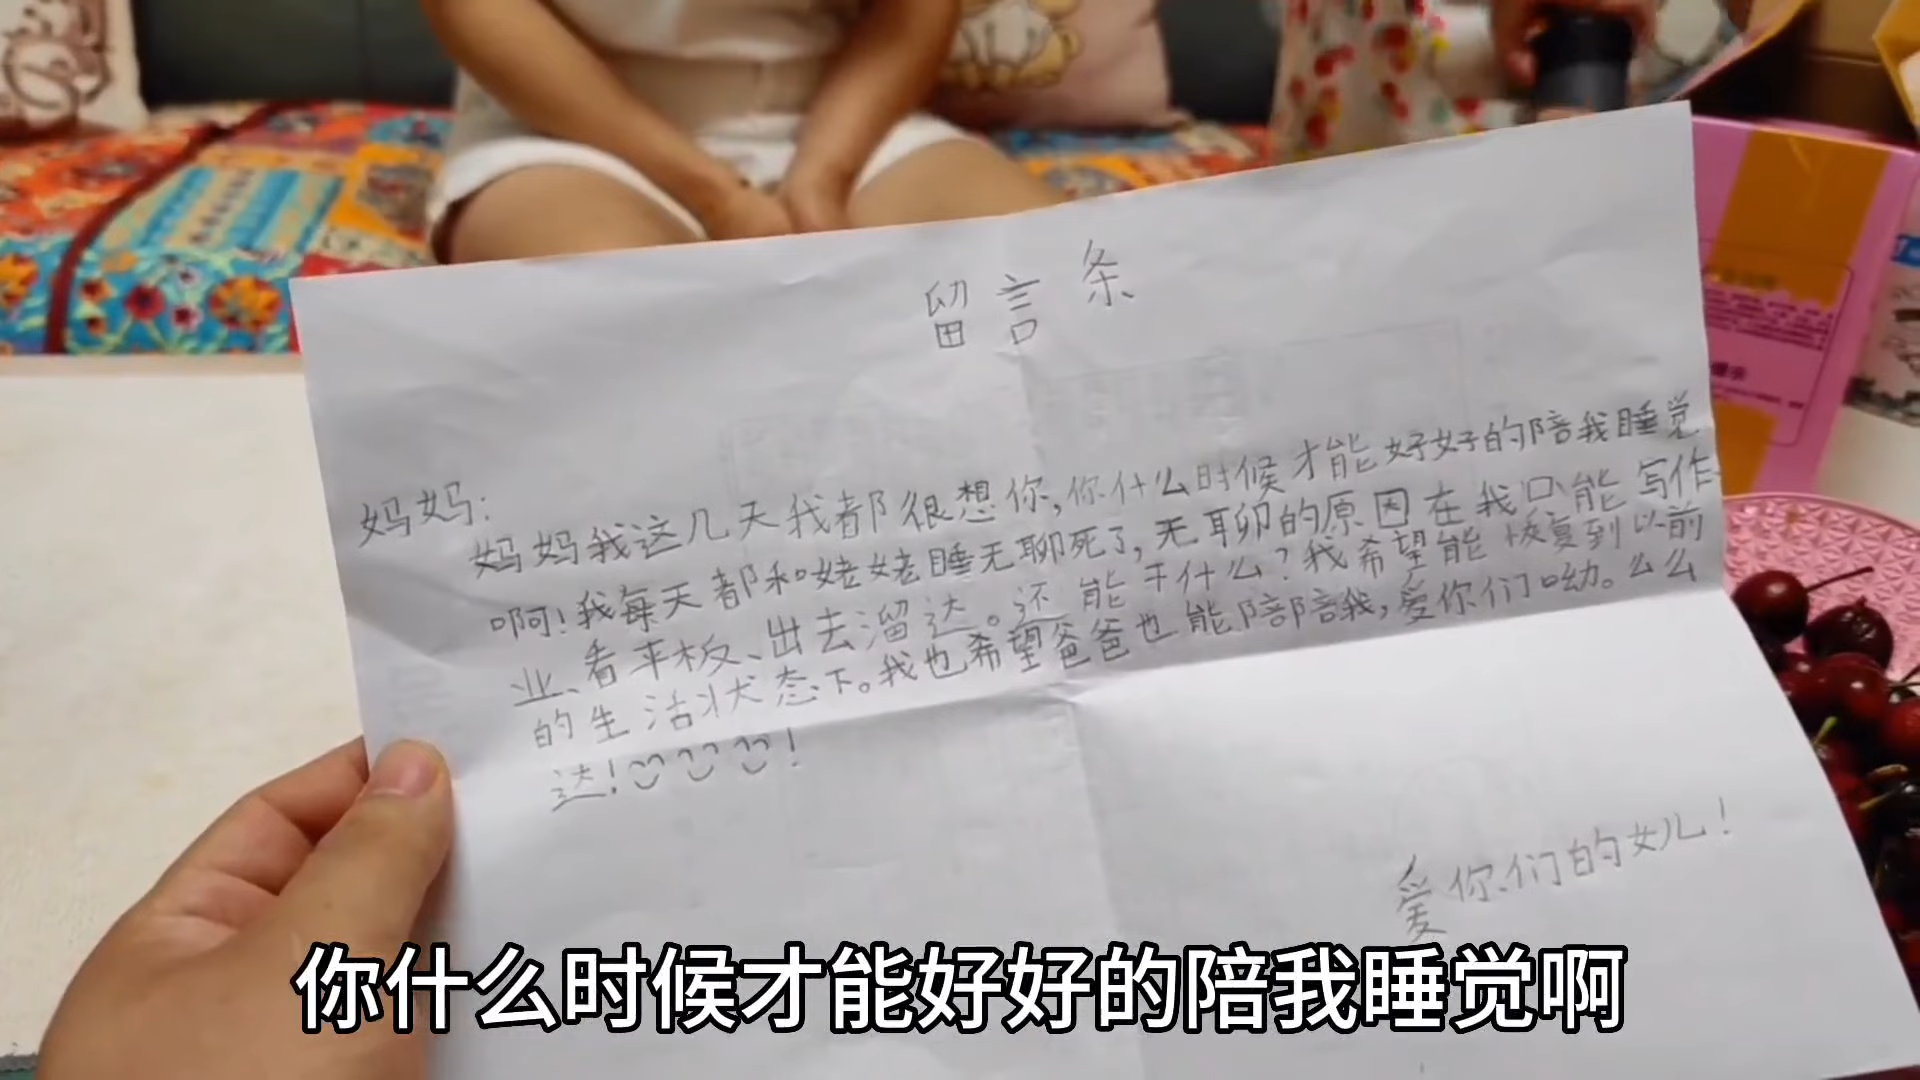 留言条
妈妈:
妈妈我这几天我都很想你,你什么时候才能好好的陪我睡觉
啊!我每天都和姥姥睡无聊死了,无聊的原因在我只能写作
业、看平板、出去溜达。还能干什么?我希望能恢复到以前
的生活状态下。我也希望爸爸也能陪陪我,爱你们呦。么么
达!
!
爱你们的女儿!
你什么时候才能好好的陪我睡觉啊